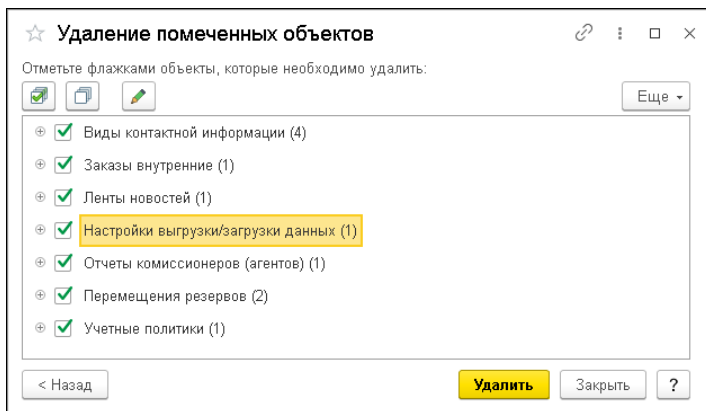 Удаление помеченных объектов
Отметьте флажками объекты, которые необходимо удалить:
Еще
Виды контактной информации (4)
Заказы внутренние (1)
Ленты новостей (1)
Настройки выгрузки/загрузки данных (1)
Отчеты комиссионеров (агентов) (1)
Перемещения резервов (2)
Учетные политики (1)
< Назад Удалить Закрыть ?